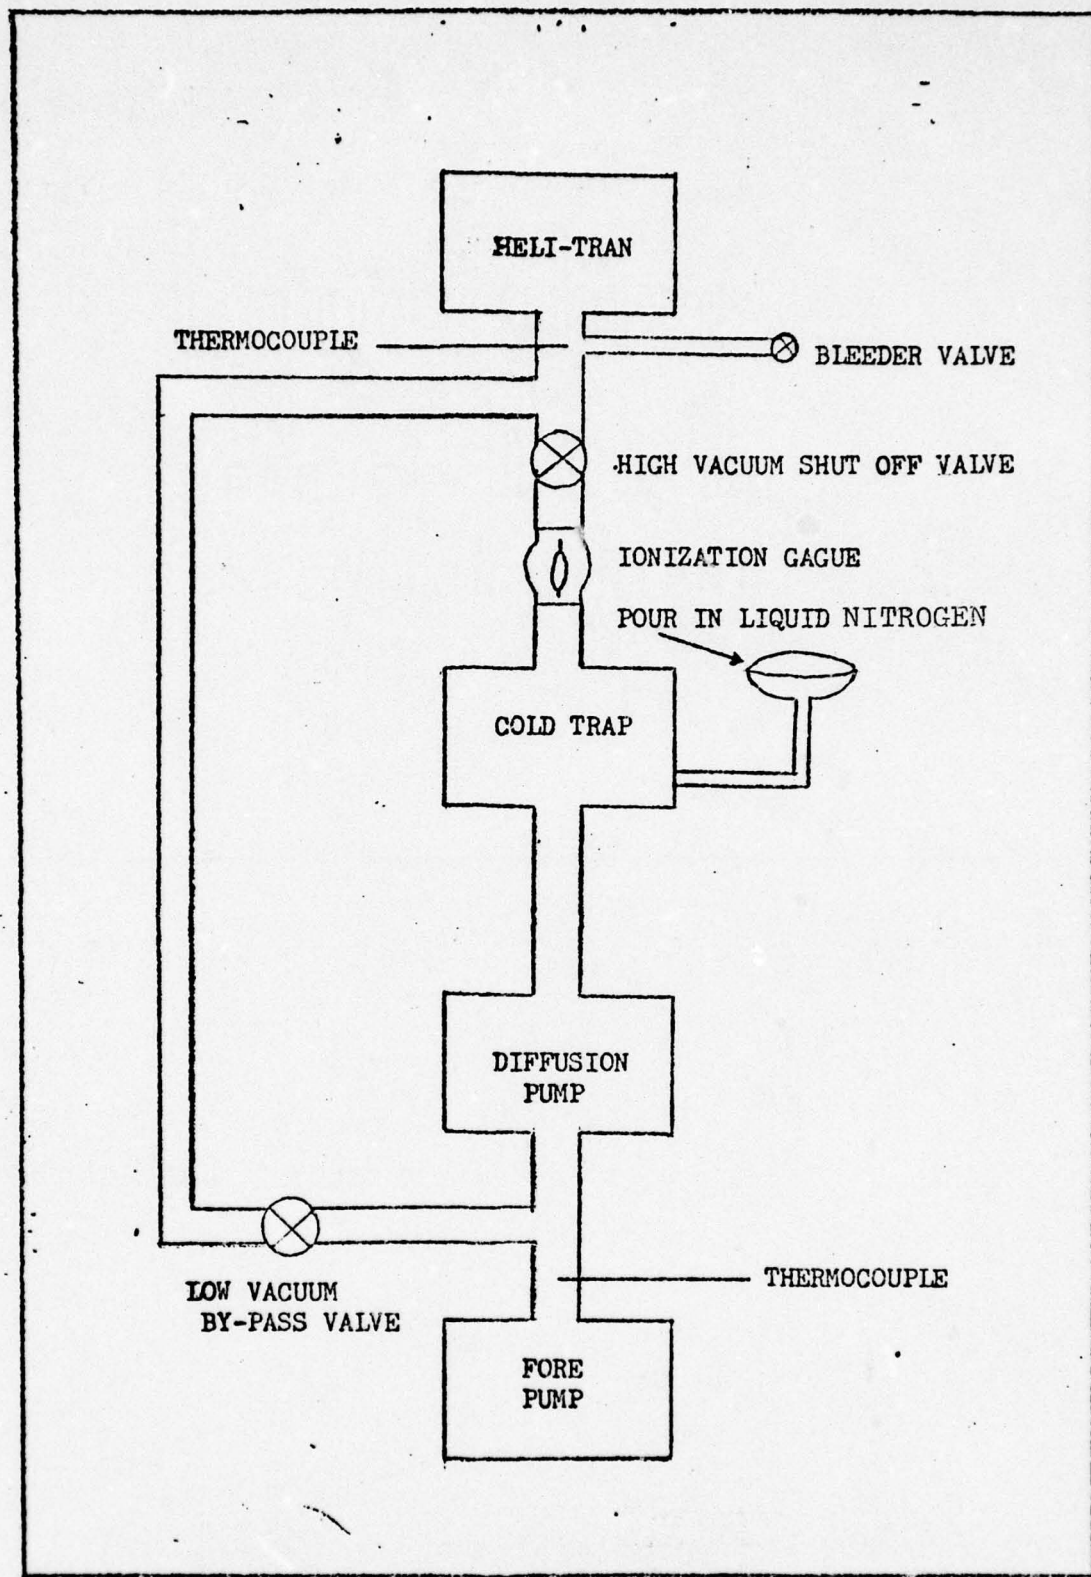 HELI-TRAN
THERMOCOUPLE
BLEEDER VALVE
HIGH VACUUM SHUT OFF VALVE
IONIZATION GAGUE
POUR IN LIQUID NITROGEN
COLD TRAP
DIFFUSION
PUMP
THERMOCOUPLE
LOW VACUUM
BY-PASS VALVE
FORE
PUMP